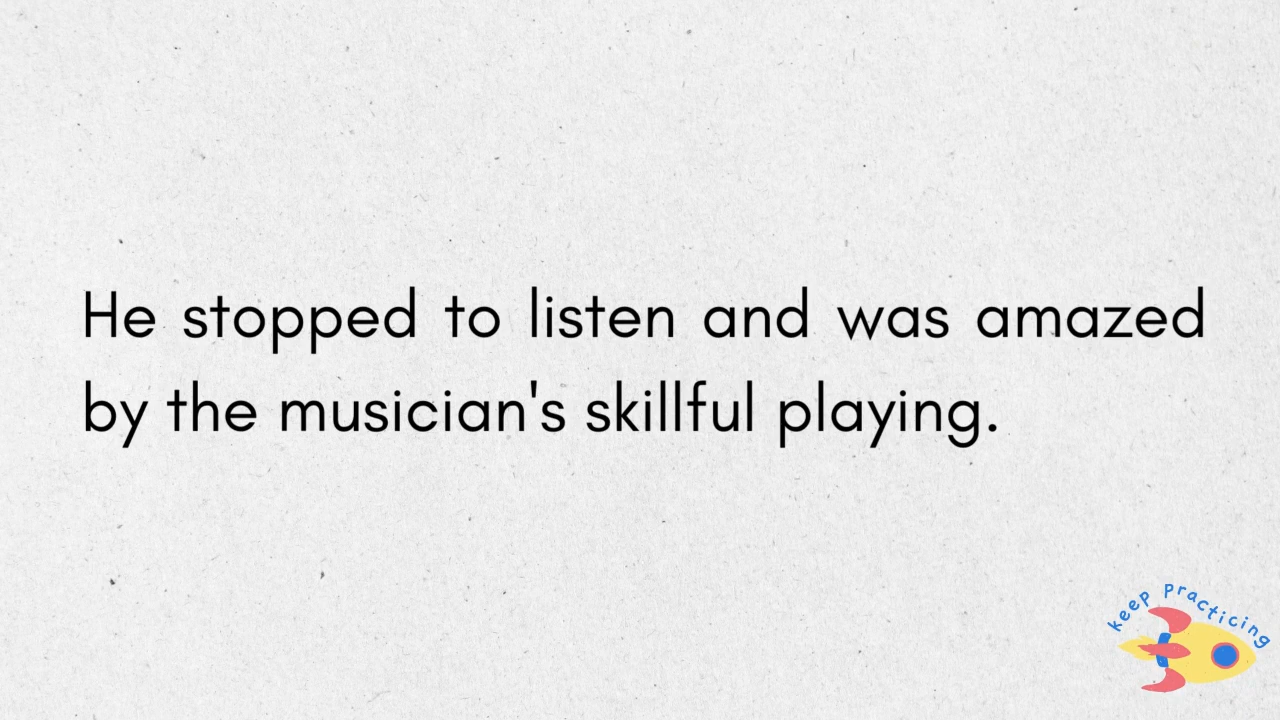 He stopped to listen and was amazed
by the musician's skillful playing.
keep practicing